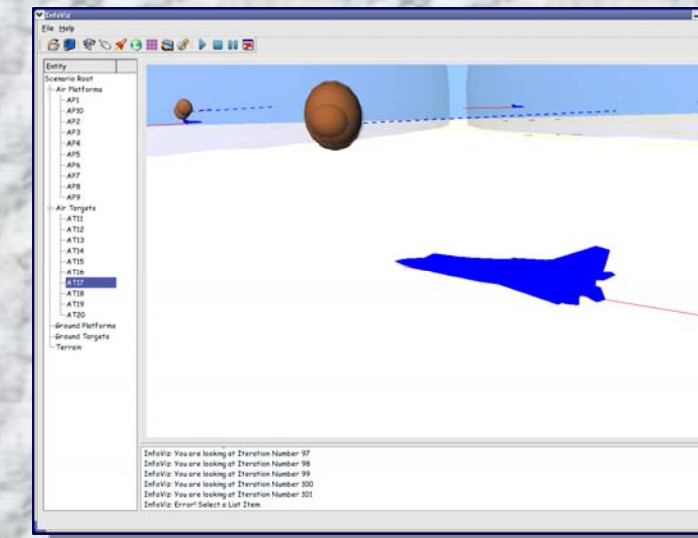 InfoViz
File Help
Entity
Scenario Root
Air Platforms
AP1
AP10
AP2
AP3
AP4
AP5
AP6
AP7
AP8
AP9
Air Targets
AT11
AT12
AT13
AT14
AT15
AT16
AT17
AT18
AT19
AT20
Ground Platforms
Ground Targets
Terrain
InfoViz: You are looking at Iteration Number 97
InfoViz: You are looking at Iteration Number 98
InfoViz: You are looking at Iteration Number 99
InfoViz: You are looking at Iteration Number 100
InfoViz: You are looking at Iteration Number 101
InfoViz: Error! Select a List Item